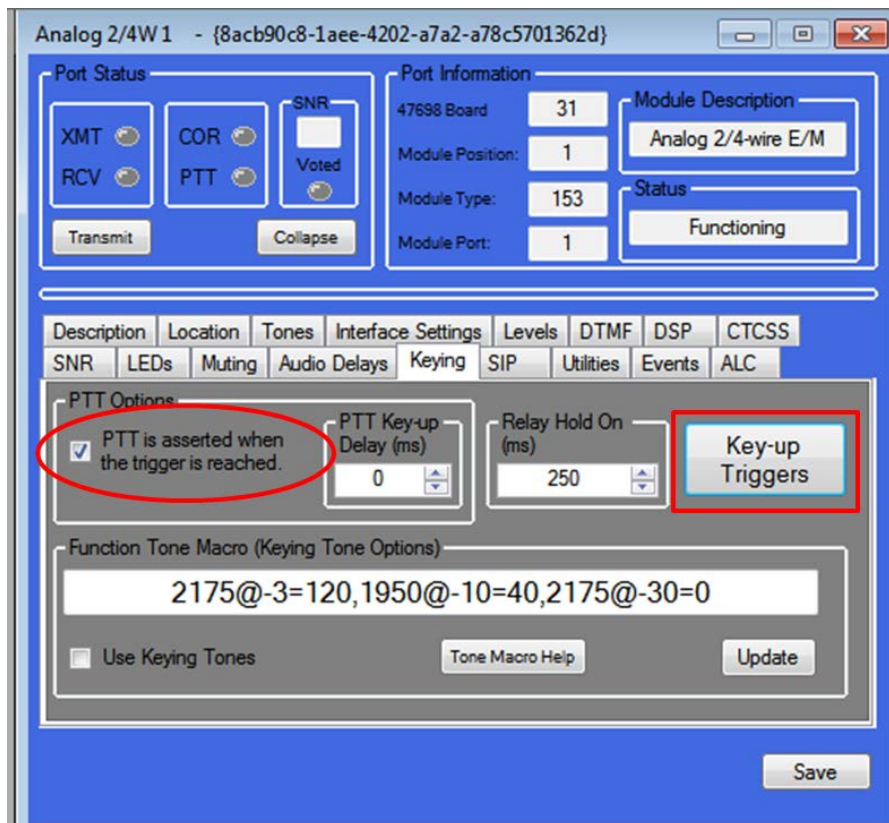 Analog 2/4W 1 - {8acb90c8-1aee-4202-a7a2-a78c5701362d}
Port Status
XMT
RCV
COR
PTT
SNR
Voted
Transmit
Collapse
Port Information
47698 Board
31
Module Position:
1
Module Type:
153
Module Port:
1
Module Description
Analog 2/4-wire E/M
Status
Functioning
Description Location Tones Interface Settings Levels DTMF DSP CTCSS
SNR LEDs Muting Audio Delays Keying SIP Utilities Events ALC
PTT Options
PTT is asserted when
the trigger is reached.
PTT Key-up
Delay (ms)
0
Relay Hold On
(ms)
250
Key-up
Triggers
Function Tone Macro (Keying Tone Options)
2175@-3=120,1950@-10=40,2175@-30=0
Use Keying Tones
Tone Macro Help
Update
Save